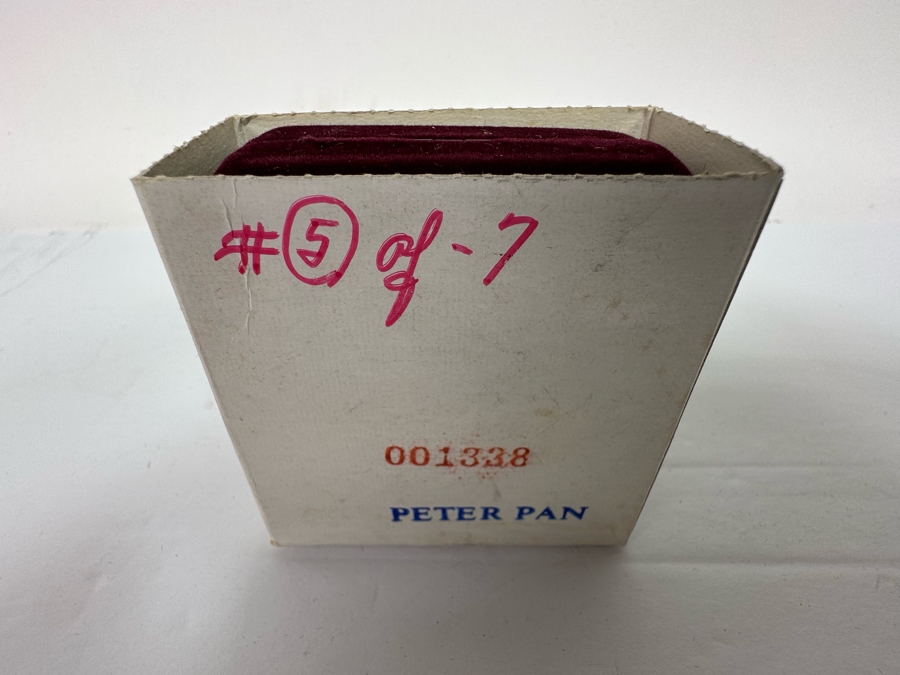 #5 of - 7
001338
PETER PAN